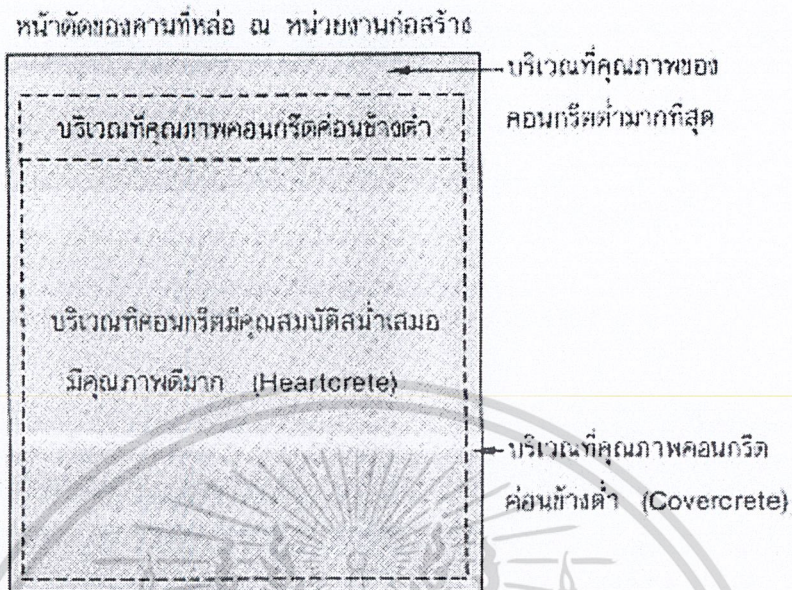 หน้าตัดของคานที่หล่อ ณ หน่วยงานก่อสร้าง
บริเวณที่คุณภาพของ
คอนกรีตต่ำมากที่สุด
บริเวณที่คุณภาพคอนกรีตค่อนข้างต่ำ
บริเวณที่คอนกรีตมีคุณสมบัติสม่ำเสมอ
มีคุณภาพดีมาก (Heartcrete)
บริเวณที่คุณภาพคอนกรีต
ค่อนข้างต่ำ (Covercrete)